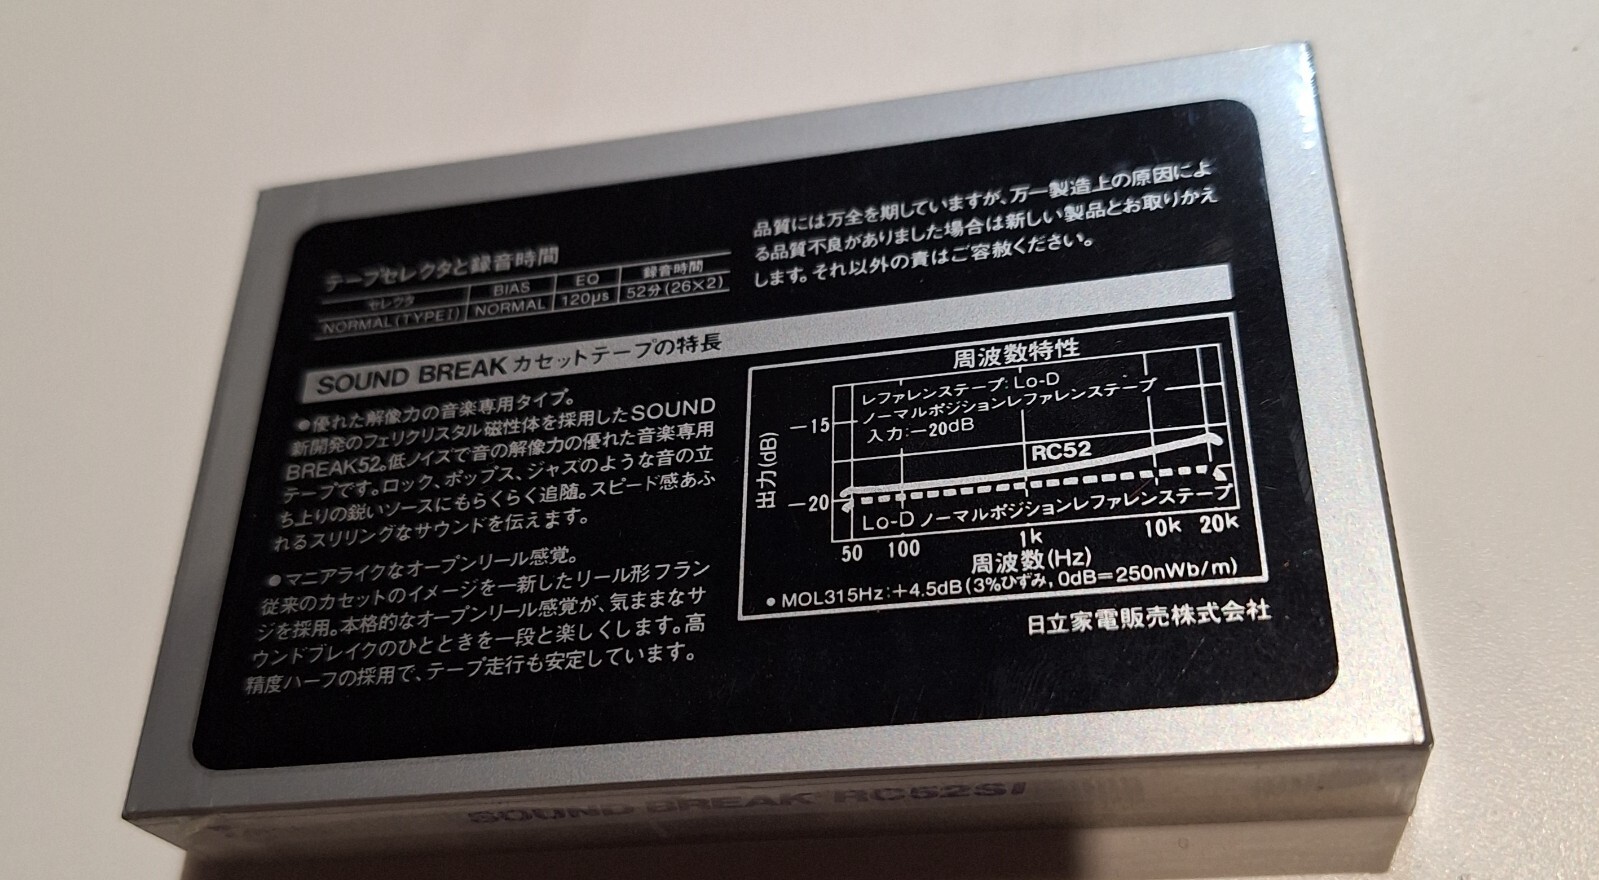 テープセレクタと録音時間
セレクタ BIAS EQ 録音時間
NORMAL(TYPEⅠ) NORMAL 120μs 52分(26×2)
品質には万全を期していますが、万一製造上の原因によ
る品質不良がありました場合は新しい製品とお取りかえ
します。それ以外の責はご容赦ください。
SOUND BREAK カセットテープの特長
●優れた解像力の音楽専用タイプ。
新開発のフェリクリスタル磁性体を採用したSOUND
BREAK52。低ノイズで音の解像力の優れた音楽専用
テープです。ロック、ポップス、ジャズのような音の立
ち上りの鋭いソースにもらくらく追随。スピード感あふ
れるスリリングなサウンドを伝えます。
●マニアライクなオープンリール感覚。
従来のカセットのイメージを一新したリール形フラン
ジを採用。本格的なオープンリール感覚が、気ままなサ
ウンドブレイクのひとときを一段と楽しくします。高
精度ハーフの採用で、テープ走行も安定しています。
周波数特性
レファレンステープ: Lo-D
ノーマルポジションレファレンステープ
入力:-20dB
出力(dB)
-15
-20
RC52
Lo-D ノーマルポジションレファレンステープ
50 100 1k 10k 20k
周波数(Hz)
●MOL315Hz:+4.5dB(3%ひずみ, 0dB=250nWb/m)
日立家電販売株式会社
SOUND BREAK RC52SI